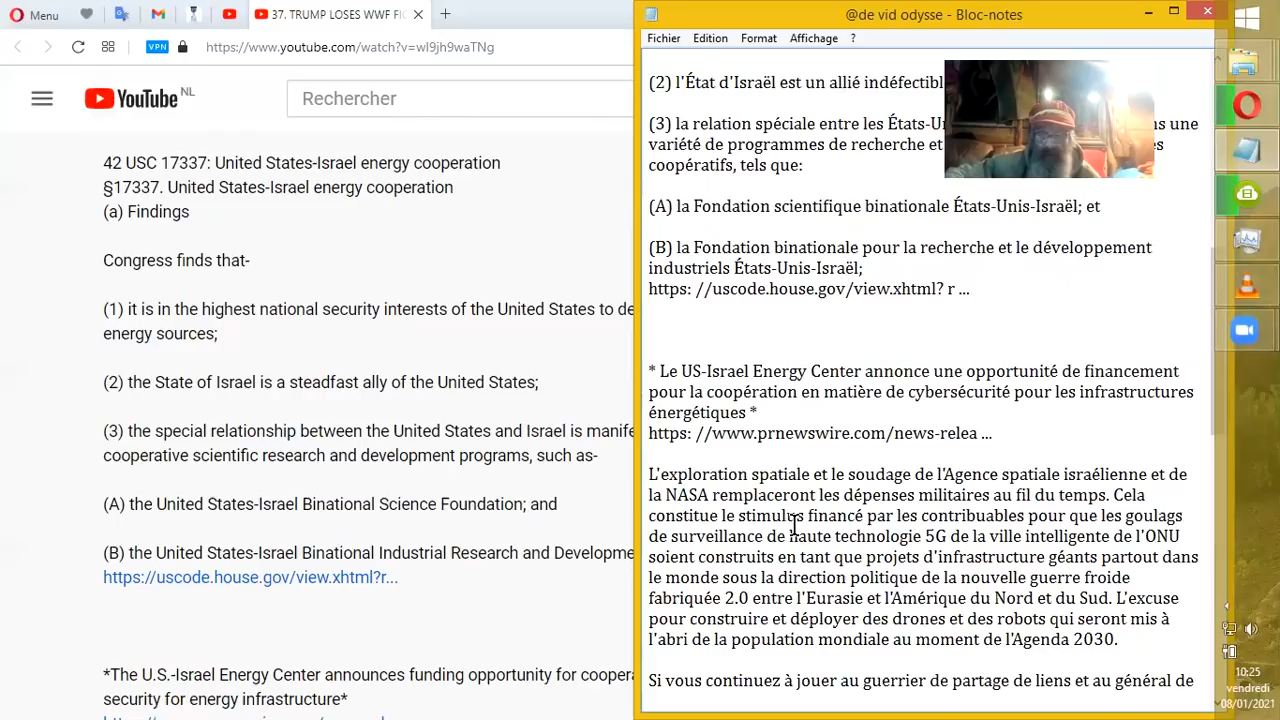 Menu
37. TRUMP LOSES WWF FI
https://www.youtube.com/watch?v=wI9jh9waTNg
VPN
YouTube NL
Rechercher
42 USC 17337: United States-Israel energy cooperation
§17337. United States-Israel energy cooperation
(a) Findings
Congress finds that-
(1) it is in the highest national security interests of the United States to de
energy sources;
(2) the State of Israel is a steadfast ally of the United States;
(3) the special relationship between the United States and Israel is manife
cooperative scientific research and development programs, such as-
(A) the United States-Israel Binational Science Foundation; and
(B) the United States-Israel Binational Industrial Research and Developme
https://uscode.house.gov/view.xhtml?r...
*The U.S.-Israel Energy Center announces funding opportunity for coopera
security for energy infrastructure*
@de vid odysse - Bloc-notes
Fichier Edition Format Affichage ?
(2) l'État d'Israël est un allié indéfectibl
(3) la relation spéciale entre les États-Un ns une
variété de programmes de recherche et es
coopératifs, tels que:
(A) la Fondation scientifique binationale États-Unis-Israël; et
(B) la Fondation binationale pour la recherche et le développement
industriels États-Unis-Israël;
https: //uscode.house.gov/view.xhtml? r ...
* Le US-Israel Energy Center annonce une opportunité de financement
pour la coopération en matière de cybersécurité pour les infrastructures
énergétiques *
https: //www.prnewswire.com/news-relea ...
L'exploration spatiale et le soudage de l'Agence spatiale israélienne et de
la NASA remplaceront les dépenses militaires au fil du temps. Cela
constitue le stimulus financé par les contribuables pour que les goulags
de surveillance de haute technologie 5G de la ville intelligente de l'ONU
soient construits en tant que projets d'infrastructure géants partout dans
le monde sous la direction politique de la nouvelle guerre froide
fabriquée 2.0 entre l'Eurasie et l'Amérique du Nord et du Sud. L'excuse
pour construire et déployer des drones et des robots qui seront mis à
l'abri de la population mondiale au moment de l'Agenda 2030.
Si vous continuez à jouer au guerrier de partage de liens et au général de
10:25
vendredi
08/01/2021